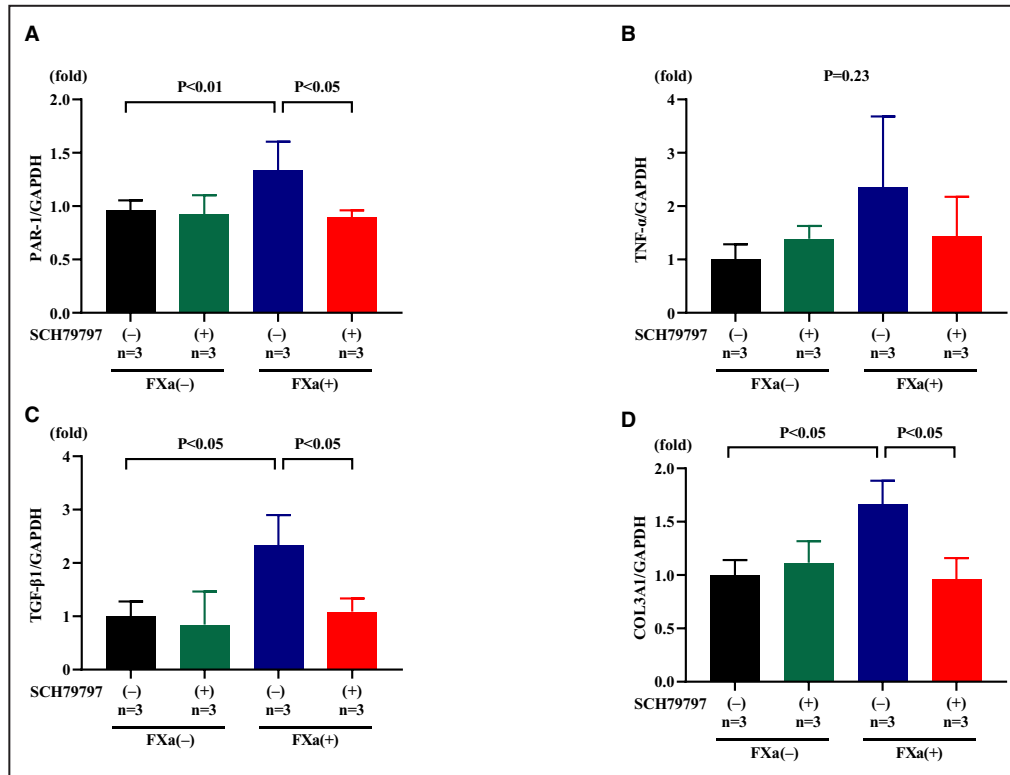 A
(fold)
P<0.01 P<0.05
PAR-1/GAPDH
2.0
1.5
1.0
0.5
0.0
SCH79797 (–) (+) (–) (+)
n=3 n=3 n=3 n=3
FXa(–) FXa(+)
B
(fold)
P=0.23
TNF-α/GAPDH
4
3
2
1
0
SCH79797 (–) (+) (–) (+)
n=3 n=3 n=3 n=3
FXa(–) FXa(+)
C
(fold)
P<0.05 P<0.05
TGF-β1/GAPDH
4
3
2
1
0
SCH79797 (–) (+) (–) (+)
n=3 n=3 n=3 n=3
FXa(–) FXa(+)
D
(fold)
P<0.05 P<0.05
COL3A1/GAPDH
2.0
1.5
1.0
0.5
0.0
SCH79797 (–) (+) (–) (+)
n=3 n=3 n=3 n=3
FXa(–) FXa(+)